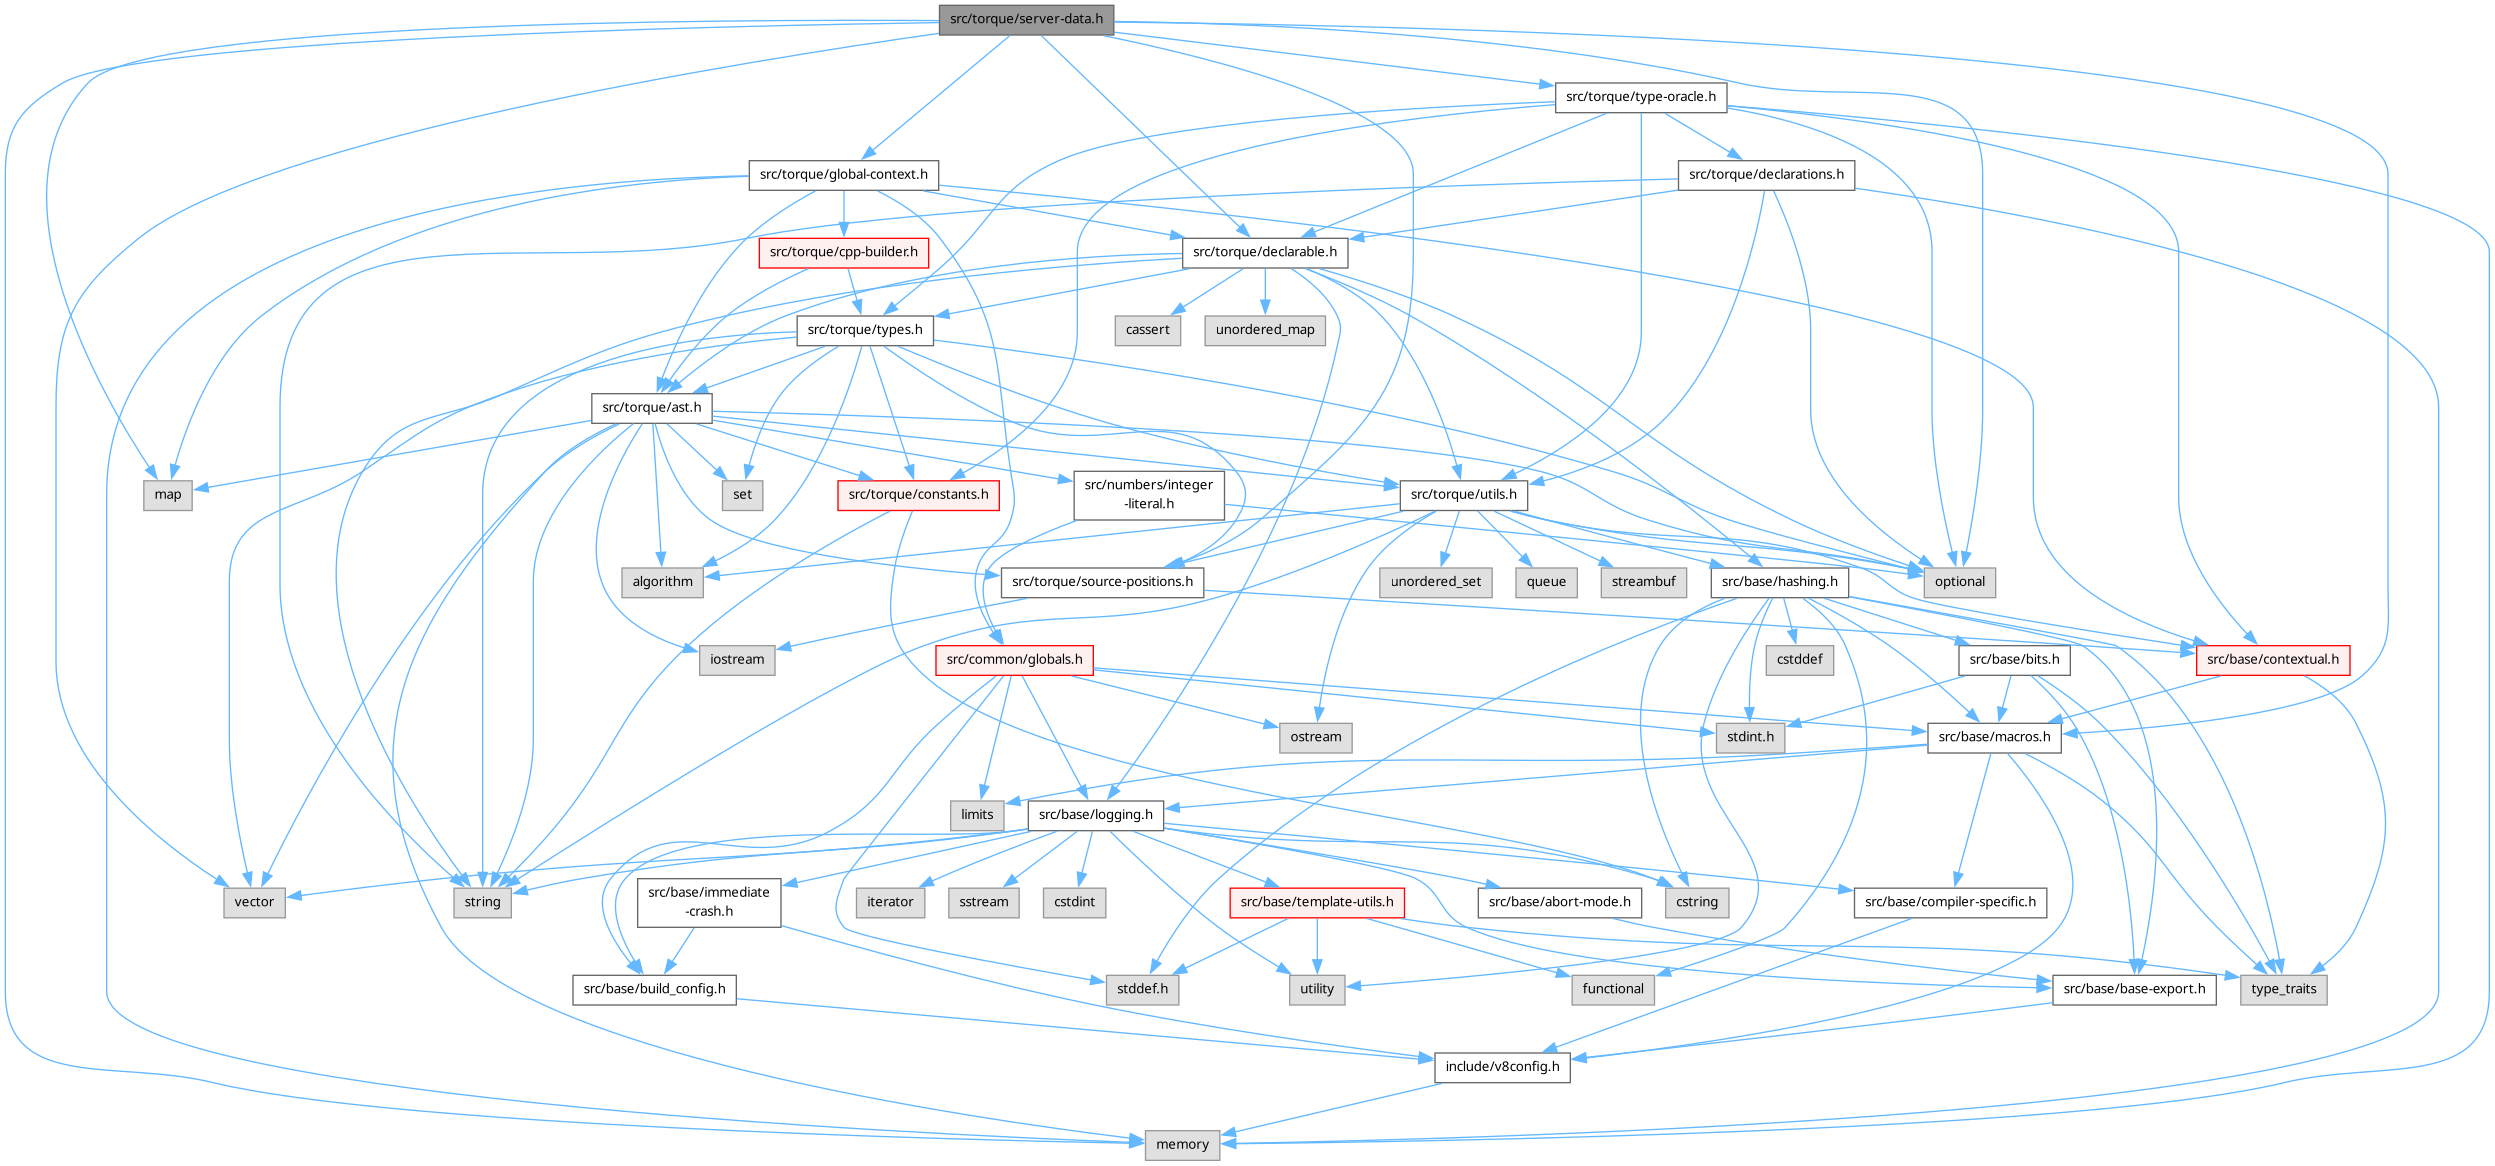 src/torque/server-data.h
src/torque/type-oracle.h
src/torque/global-context.h
src/torque/declarations.h
src/torque/cpp-builder.h
src/torque/declarable.h
src/torque/types.h
cassert
unordered_map
src/torque/ast.h
map
set
src/torque/constants.h
src/numbers/integer
-literal.h
src/torque/utils.h
algorithm
src/torque/source-positions.h
unordered_set
queue
streambuf
src/base/hashing.h
optional
iostream
src/common/globals.h
cstddef
src/base/bits.h
src/base/contextual.h
ostream
stdint.h
src/base/macros.h
limits
src/base/logging.h
vector
string
src/base/immediate
-crash.h
iterator
sstream
cstdint
src/base/template-utils.h
src/base/abort-mode.h
cstring
src/base/compiler-specific.h
src/base/build_config.h
stddef.h
utility
functional
src/base/base-export.h
type_traits
include/v8config.h
memory